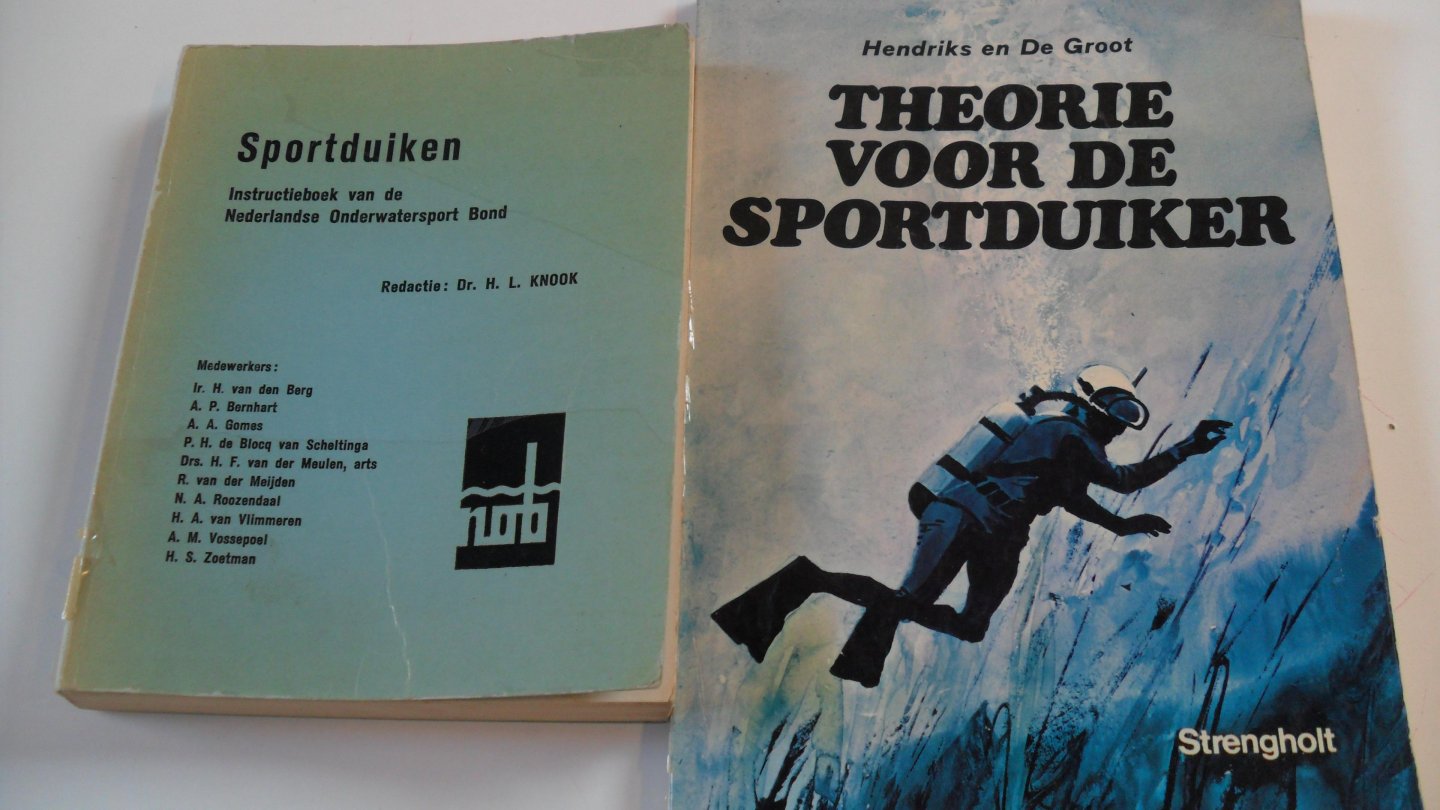 Sportduiken
Instructieboek van de
Nederlandse Onderwatersport Bond
Redactie: Dr. H. L. KNOOK
Medewerkers:
Ir. H. van den Berg
A. P. Bernhart
A. A. Gomes
P. H. de Blocq van Scheltinga
Drs. H. F. van der Meulen, arts
R. van der Meijden
N. A. Roozendaal
H. A. van Vlimmeren
A. M. Vossepoel
H. S. Zoetman
nob
Hendriks en De Groot
THEORIE
VOOR DE
SPORTDUIKER
Strengholt